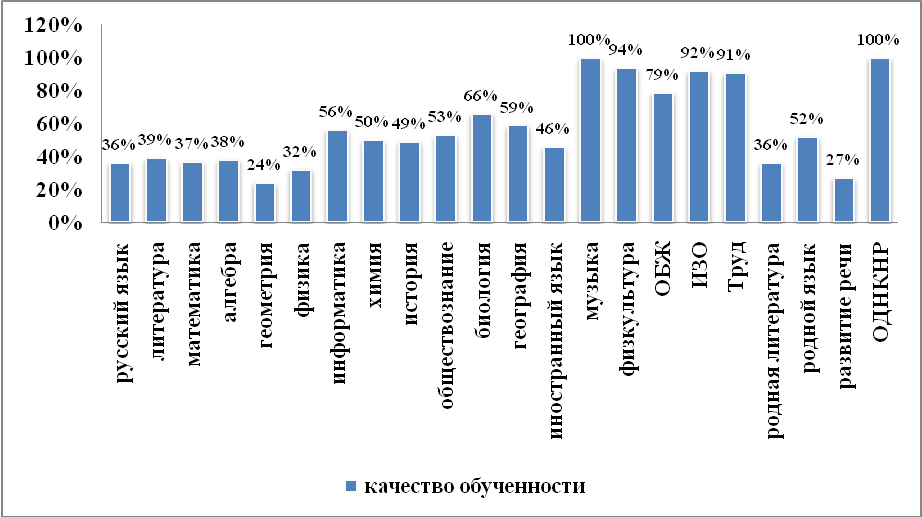 120%
100%
80%
60%
40%
20%
0%
36%
39%
37%
38%
24%
32%
56%
50%
49%
53%
66%
59%
46%
100%
94%
79%
92%
91%
36%
52%
27%
100%
русский язык
литература
математика
алгебра
геометрия
физика
информатика
химия
история
обществознание
биология
география
иностранный язык
музыка
физкультура
ОБЖ
ИЗО
Труд
родная литература
родной язык
развитие речи
ОДНКНР
качество обученности